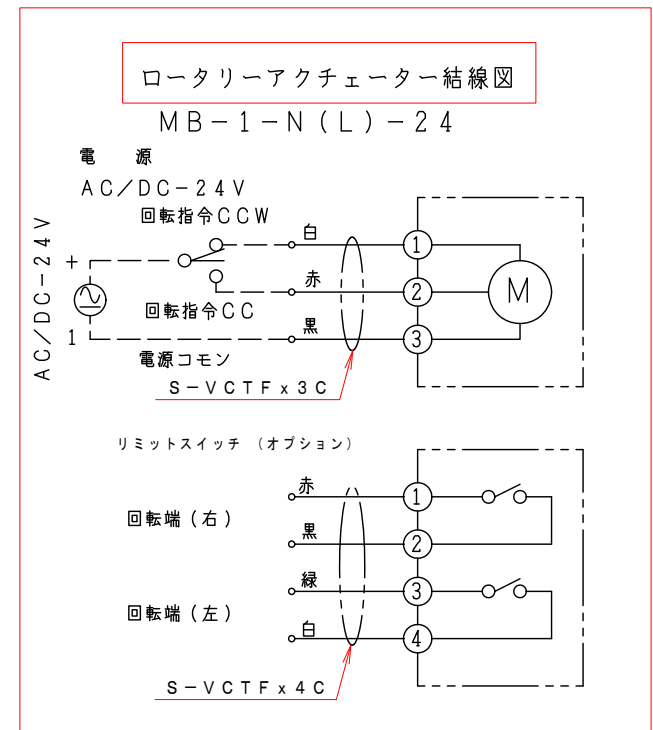 ロータリーアクチェーター結線図
MB-1-N(L)-24
電 源
AC/DC-24V
回転指令CCW
白
①
AC/DC-24V
+
赤
②
M
回転指令CC
1
黒
③
電源コモン
S-VCTFx3C
リミットスイッチ (オプション)
赤
①
回転端(右)
黒
②
緑
③
回転端(左)
白
④
S-VCTFx4C